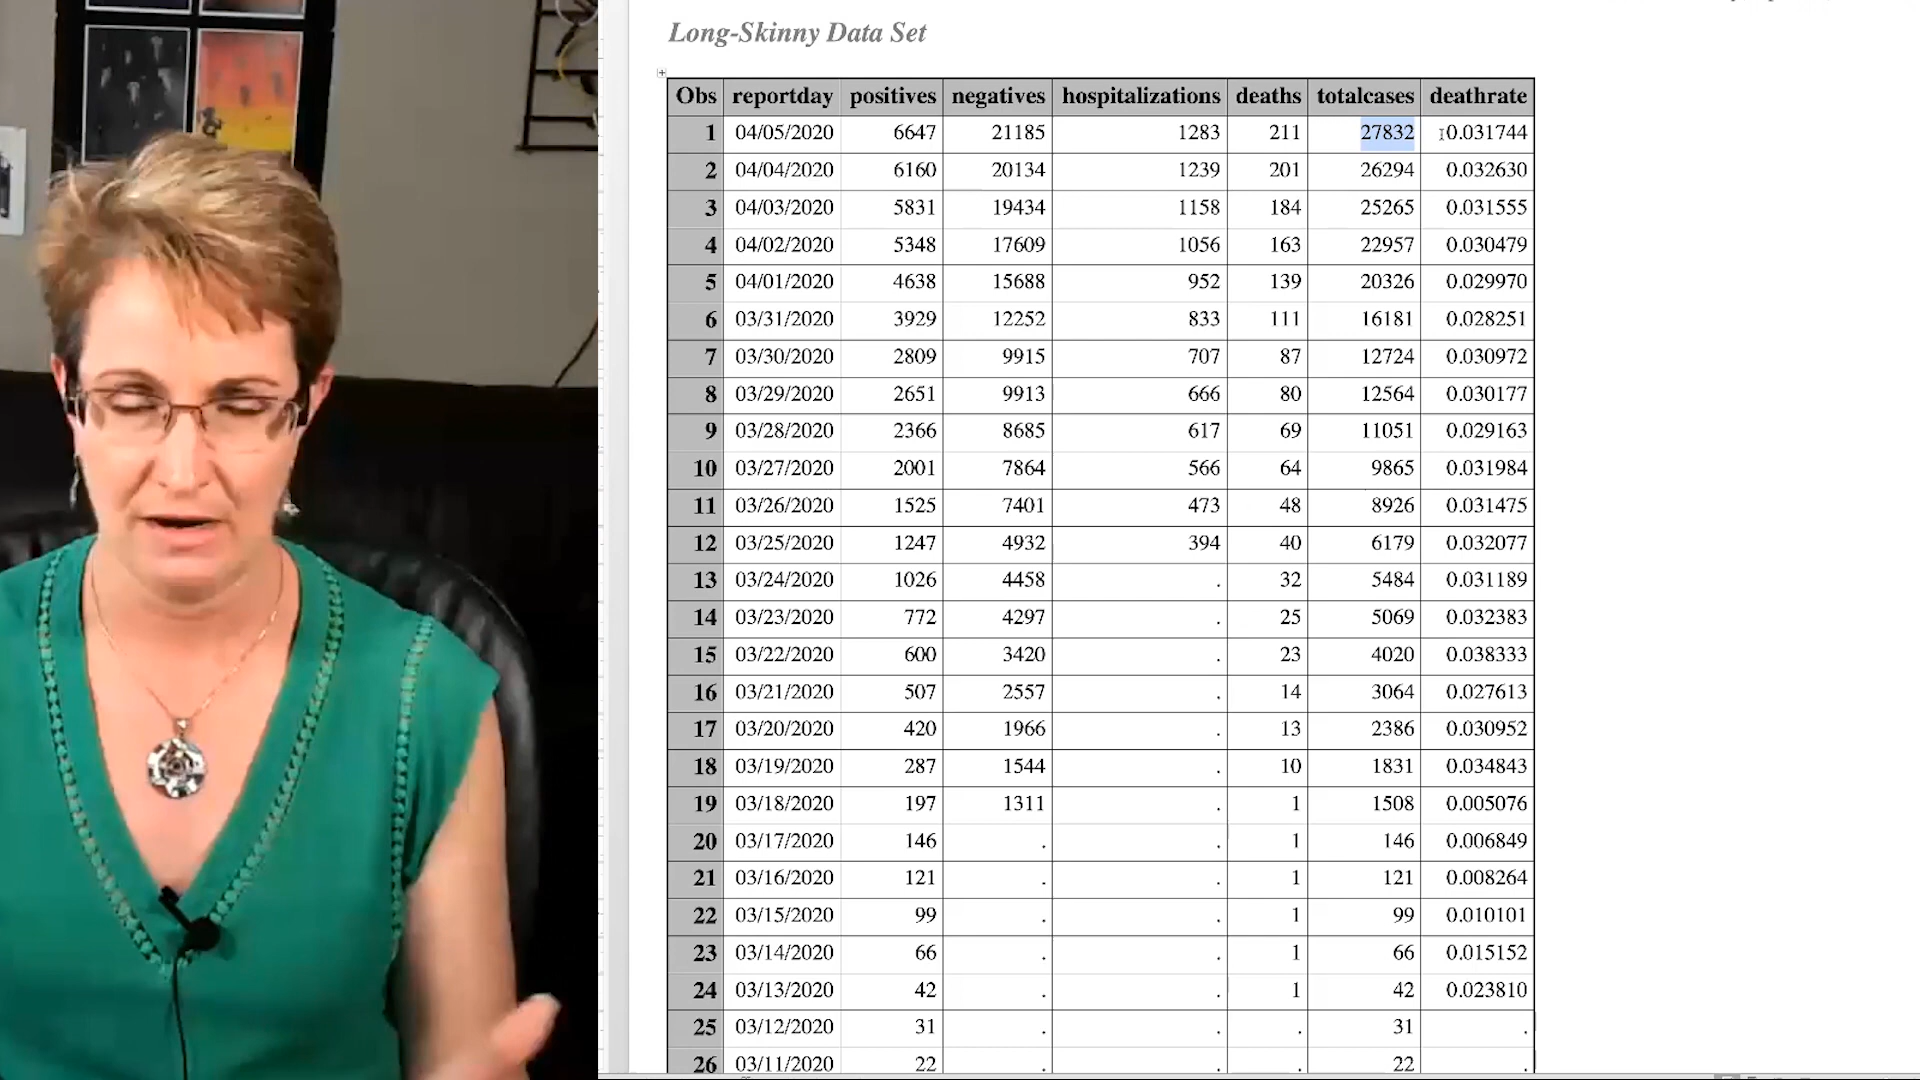 Long-Skinny Data Set
Obs reportday positives negatives hospitalizations deaths totalcases deathrate
1 04/05/2020 6647 21185 1283 211 27832 0.031744
2 04/04/2020 6160 20134 1239 201 26294 0.032630
3 04/03/2020 5831 19434 1158 184 25265 0.031555
4 04/02/2020 5348 17609 1056 163 22957 0.030479
5 04/01/2020 4638 15688 952 139 20326 0.029970
6 03/31/2020 3929 12252 833 111 16181 0.028251
7 03/30/2020 2809 9915 707 87 12724 0.030972
8 03/29/2020 2651 9913 666 80 12564 0.030177
9 03/28/2020 2366 8685 617 69 11051 0.029163
10 03/27/2020 2001 7864 566 64 9865 0.031984
11 03/26/2020 1525 7401 473 48 8926 0.031475
12 03/25/2020 1247 4932 394 40 6179 0.032077
13 03/24/2020 1026 4458 . 32 5484 0.031189
14 03/23/2020 772 4297 . 25 5069 0.032383
15 03/22/2020 600 3420 . 23 4020 0.038333
16 03/21/2020 507 2557 . 14 3064 0.027613
17 03/20/2020 420 1966 . 13 2386 0.030952
18 03/19/2020 287 1544 . 10 1831 0.034843
19 03/18/2020 197 1311 . 1 1508 0.005076
20 03/17/2020 146 . . 1 146 0.006849
21 03/16/2020 121 . . 1 121 0.008264
22 03/15/2020 99 . . 1 99 0.010101
23 03/14/2020 66 . . 1 66 0.015152
24 03/13/2020 42 . . 1 42 0.023810
25 03/12/2020 31 . . . 31 .
26 03/11/2020 22 . . . 22 .